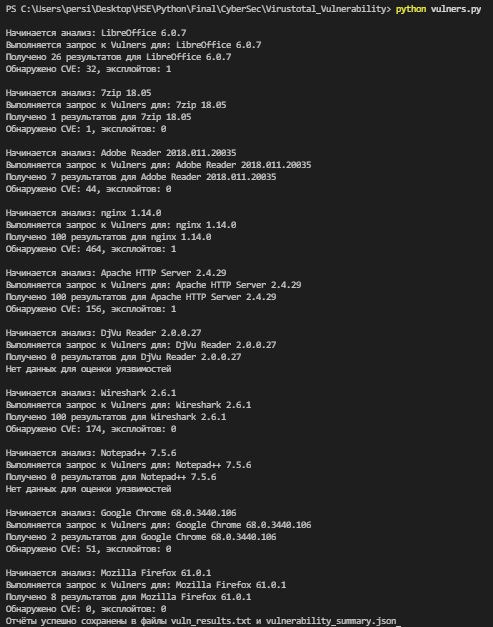 PS C:\Users\persi\Desktop\HSE\Python\Final\CyberSec\Virustotal_Vulnerability> python vulners.py
Начинается анализ: LibreOffice 6.0.7
Выполняется запрос к Vulners для: LibreOffice 6.0.7
Получено 26 результатов для LibreOffice 6.0.7
Обнаружено CVE: 32, эксплойтов: 1
Начинается анализ: 7zip 18.05
Выполняется запрос к Vulners для: 7zip 18.05
Получено 1 результатов для 7zip 18.05
Обнаружено CVE: 1, эксплойтов: 0
Начинается анализ: Adobe Reader 2018.011.20035
Выполняется запрос к Vulners для: Adobe Reader 2018.011.20035
Получено 7 результатов для Adobe Reader 2018.011.20035
Обнаружено CVE: 44, эксплойтов: 0
Начинается анализ: nginx 1.14.0
Выполняется запрос к Vulners для: nginx 1.14.0
Получено 100 результатов для nginx 1.14.0
Обнаружено CVE: 464, эксплойтов: 1
Начинается анализ: Apache HTTP Server 2.4.29
Выполняется запрос к Vulners для: Apache HTTP Server 2.4.29
Получено 100 результатов для Apache HTTP Server 2.4.29
Обнаружено CVE: 156, эксплойтов: 1
Начинается анализ: DjVu Reader 2.0.0.27
Выполняется запрос к Vulners для: DjVu Reader 2.0.0.27
Получено 0 результатов для DjVu Reader 2.0.0.27
Нет данных для оценки уязвимостей
Начинается анализ: Wireshark 2.6.1
Выполняется запрос к Vulners для: Wireshark 2.6.1
Получено 100 результатов для Wireshark 2.6.1
Обнаружено CVE: 174, эксплойтов: 0
Начинается анализ: Notepad++ 7.5.6
Выполняется запрос к Vulners для: Notepad++ 7.5.6
Получено 0 результатов для Notepad++ 7.5.6
Нет данных для оценки уязвимостей
Начинается анализ: Google Chrome 68.0.3440.106
Выполняется запрос к Vulners для: Google Chrome 68.0.3440.106
Получено 2 результатов для Google Chrome 68.0.3440.106
Обнаружено CVE: 51, эксплойтов: 0
Начинается анализ: Mozilla Firefox 61.0.1
Выполняется запрос к Vulners для: Mozilla Firefox 61.0.1
Получено 8 результатов для Mozilla Firefox 61.0.1
Обнаружено CVE: 0, эксплойтов: 0
Отчёты успешно сохранены в файлы vuln_results.txt и vulnerability_summary.json